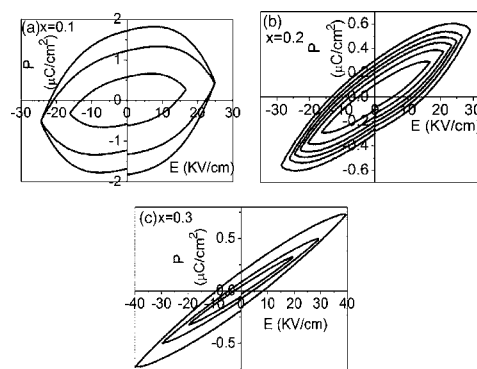 (a)x=0.1
P
(μC/cm²)
2
1
0
-1
-2
-30 -20 -10 0 10 20 30
E (KV/cm)
(b)
x=0.2
P
(μC/cm²)
0.6
0.4
0.2
0.0
-0.2
-0.4
-0.6
-30 -20 -10 0 10 20 30
E (KV/cm)
(c)x=0.3
P
(μC/cm²)
0.5
0.0
-0.5
-40 -30 -20 -10 0 10 20 30 40
E (KV/cm)